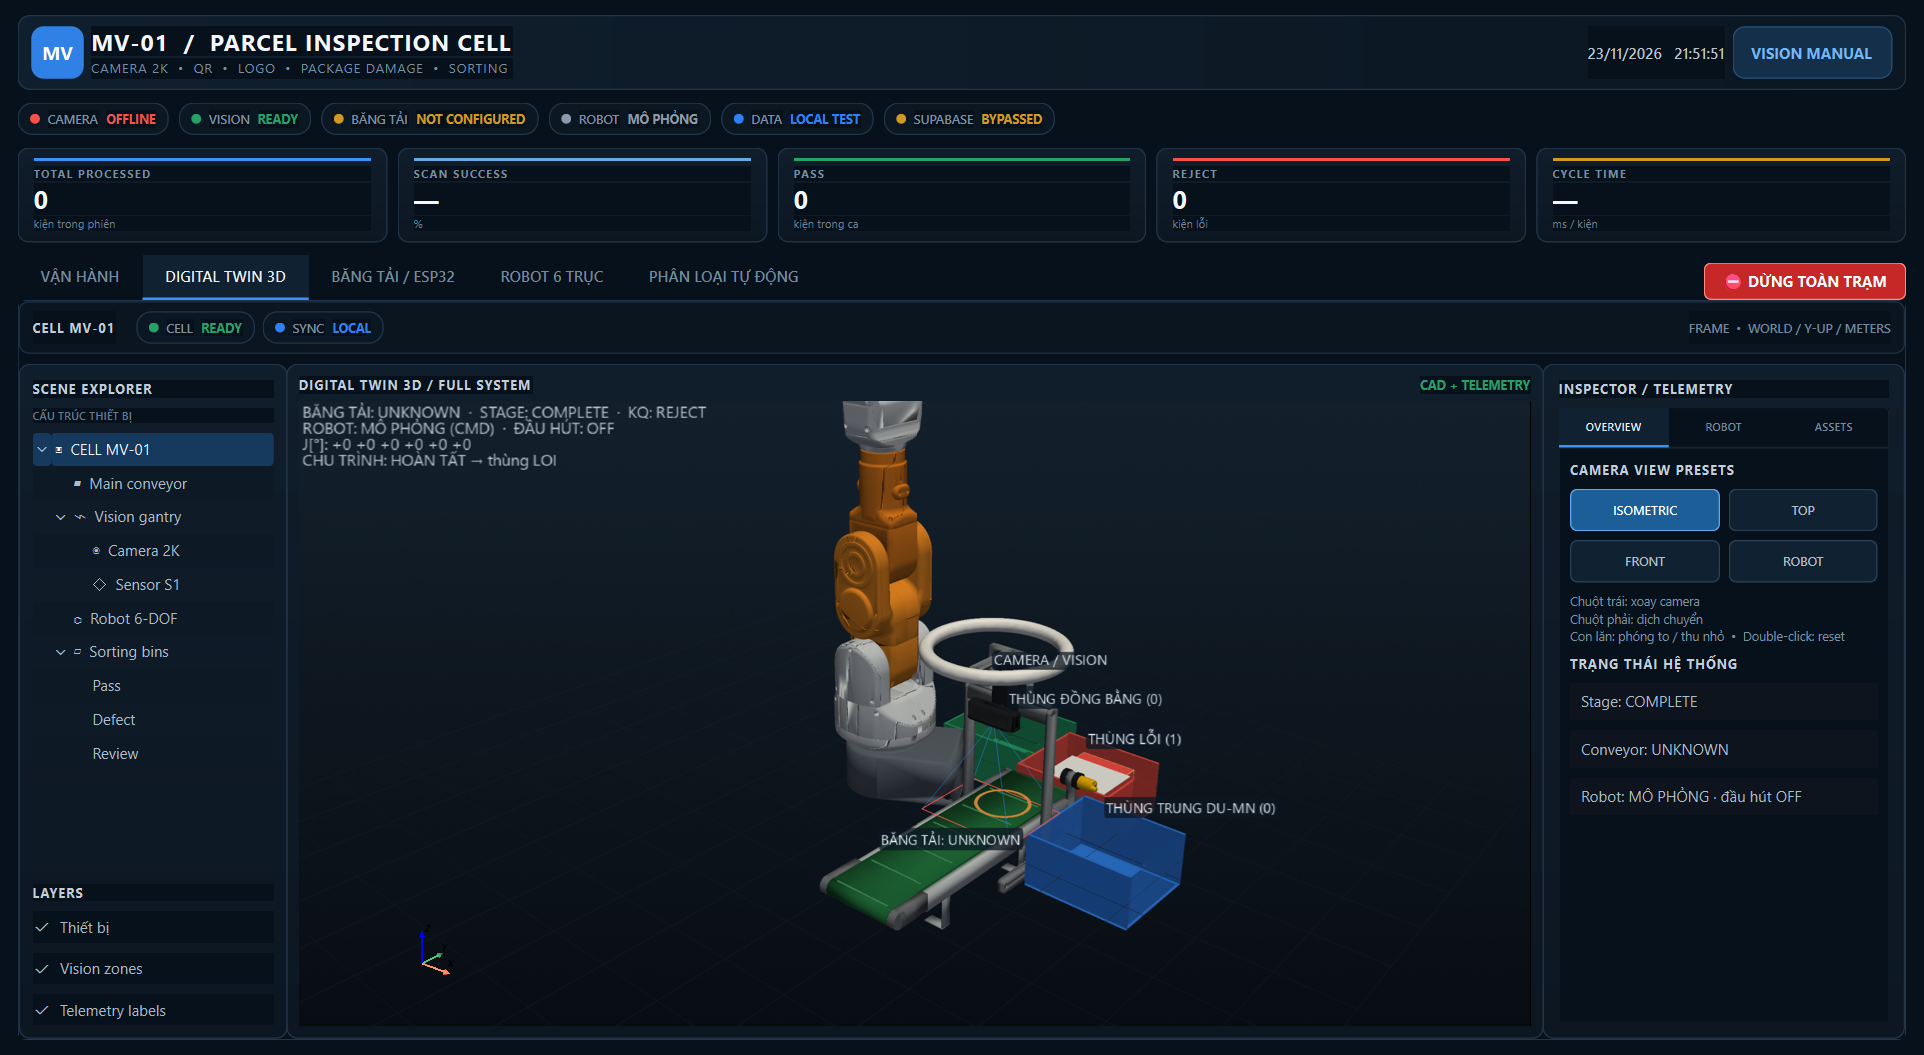 MV
MV-01 / PARCEL INSPECTION CELL
CAMERA 2K • QR • LOGO • PACKAGE DAMAGE • SORTING
23/11/2026 21:51:51
VISION MANUAL
CAMERA OFFLINE
VISION READY
BĂNG TẢI NOT CONFIGURED
ROBOT MÔ PHỎNG
DATA LOCAL TEST
SUPABASE BYPASSED
TOTAL PROCESSED
0
kiện trong phiên
SCAN SUCCESS
—
%
PASS
0
kiện trong ca
REJECT
0
kiện lỗi
CYCLE TIME
—
ms / kiện
VẬN HÀNH
DIGITAL TWIN 3D
BĂNG TẢI / ESP32
ROBOT 6 TRỤC
PHÂN LOẠI TỰ ĐỘNG
DỪNG TOÀN TRẠM
CELL MV-01
CELL READY
SYNC LOCAL
FRAME • WORLD / Y-UP / METERS
SCENE EXPLORER
CẤU TRÚC THIẾT BỊ
CELL MV-01
Main conveyor
Vision gantry
Camera 2K
Sensor S1
Robot 6-DOF
Sorting bins
Pass
Defect
Review
LAYERS
Thiết bị
Vision zones
Telemetry labels
DIGITAL TWIN 3D / FULL SYSTEM
CAD + TELEMETRY
BĂNG TẢI: UNKNOWN · STAGE: COMPLETE · KQ: REJECT
ROBOT: MÔ PHỎNG (CMD) · ĐẦU HÚT: OFF
J[°]: +0 +0 +0 +0 +0 +0
CHU TRÌNH: HOÀN TẤT → thùng LOI
CAMERA / VISION
THÙNG ĐỒNG BẰNG (0)
THÙNG LỖI (1)
THÙNG TRUNG DU-MN (0)
BĂNG TẢI: UNKNOWN
INSPECTOR / TELEMETRY
OVERVIEW
ROBOT
ASSETS
CAMERA VIEW PRESETS
ISOMETRIC
TOP
FRONT
ROBOT
Chuột trái: xoay camera
Chuột phải: dịch chuyển
Con lăn: phóng to / thu nhỏ • Double-click: reset
TRẠNG THÁI HỆ THỐNG
Stage: COMPLETE
Conveyor: UNKNOWN
Robot: MÔ PHỎNG · đầu hút OFF